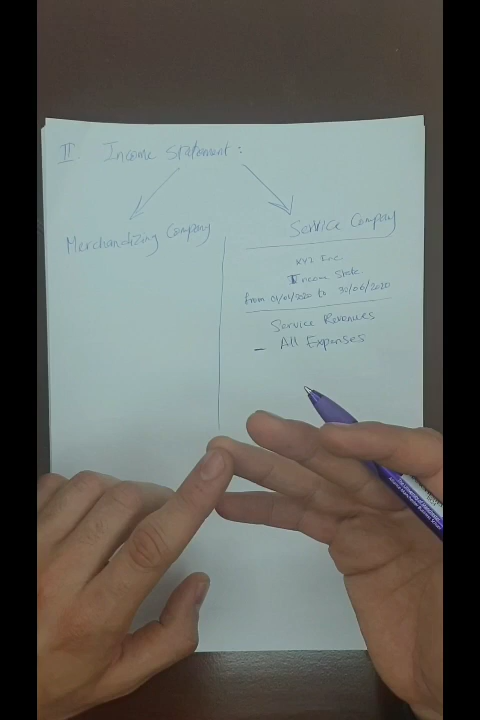 II. Income Statement:
Merchandizing Company
Service Company
XYZ Inc
Income State.
from 01/01/2020 to 30/06/2020
Service Revenues
- All Expenses